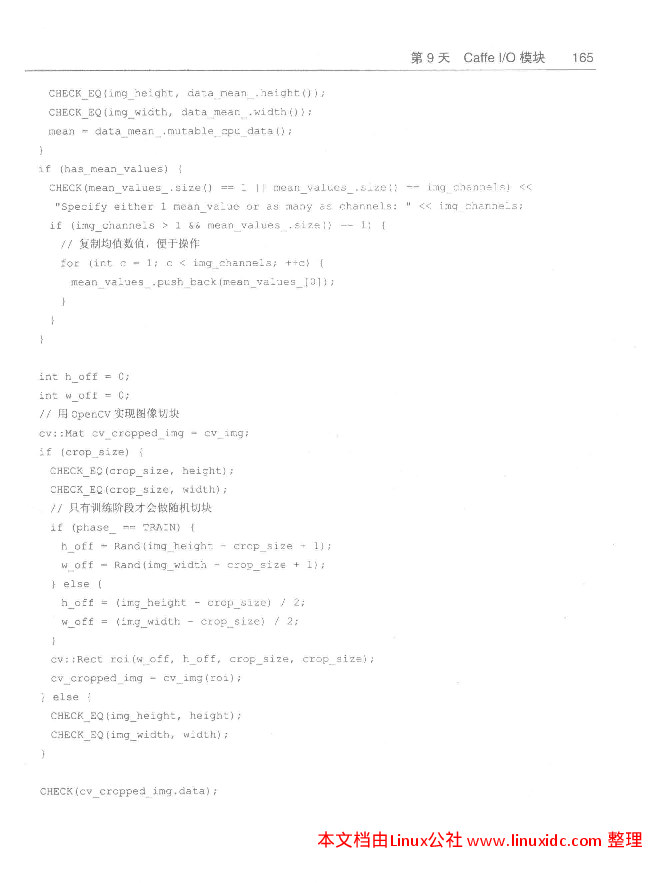 第 9 天 Caffe I/O 模块 165
CHECK_EQ(img_height, data_mean_.height());
CHECK_EQ(img_width, data_mean_.width());
mean = data_mean_.mutable_cpu_data();
}
if (has_mean_values) {
CHECK(mean_values_.size() == 1 || mean_values_.size() == img_channels) <<
"Specify either 1 mean_value or as many as channels: " << img_channels;
if (img_channels > 1 && mean_values_.size() == 1) {
// 复制均值数值，便于操作
for (int c = 1; c < img_channels; ++c) {
mean_values_.push_back(mean_values_[0]);
}
}
}
int h_off = 0;
int w_off = 0;
// 用 OpenCV 实现图像切块
cv::Mat cv_cropped_img = cv_img;
if (crop_size) {
CHECK_EQ(crop_size, height);
CHECK_EQ(crop_size, width);
// 只有训练阶段才会做随机切块
if (phase_ == TRAIN) {
h_off = Rand(img_height - crop_size + 1);
w_off = Rand(img_width - crop_size + 1);
} else {
h_off = (img_height - crop_size) / 2;
w_off = (img_width - crop_size) / 2;
}
cv::Rect roi(w_off, h_off, crop_size, crop_size);
cv_cropped_img = cv_img(roi);
} else {
CHECK_EQ(img_height, height);
CHECK_EQ(img_width, width);
}
CHECK(cv_cropped_img.data);
本文档由Linux公社 www.linuxidc.com 整理